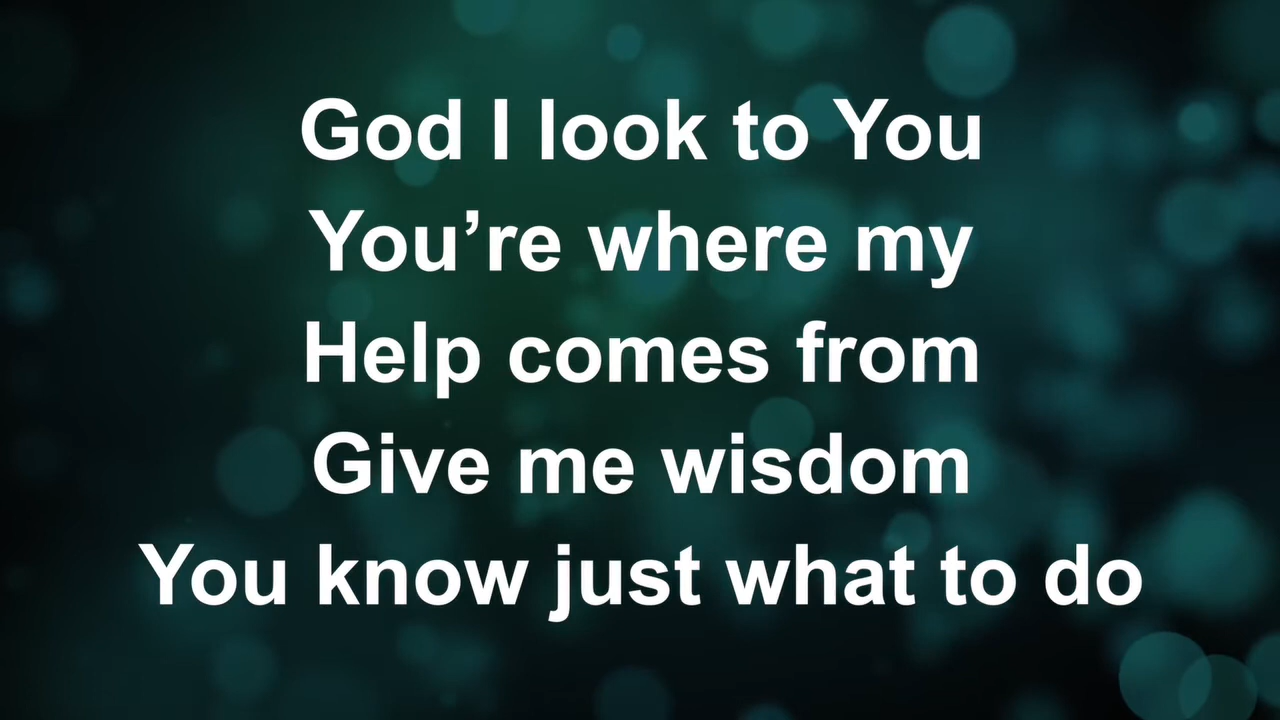 God I look to You
You’re where my
Help comes from
Give me wisdom
You know just what to do